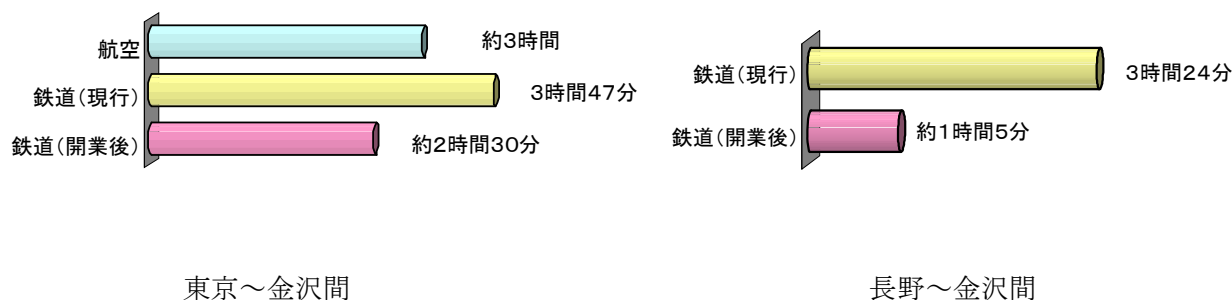 航空
約3時間
鉄道(現行)
3時間47分
鉄道(開業後)
約2時間30分
東京～金沢間
鉄道(現行)
3時間24分
鉄道(開業後)
約1時間5分
長野～金沢間